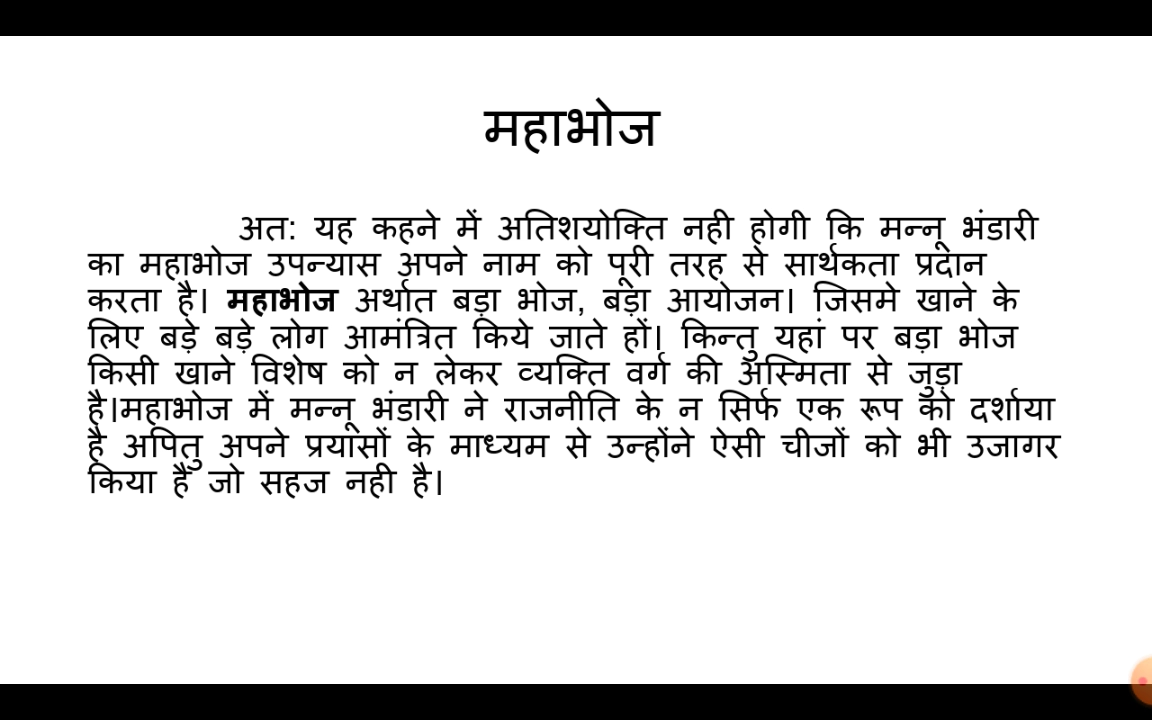 महाभोज
अत: यह कहने में अतिशयोक्ति नही होगी कि मन्नू भंडारी
का महाभोज उपन्यास अपने नाम को पूरी तरह से सार्थकता प्रदान
करता है। महाभोज अर्थात बड़ा भोज, बड़ा आयोजन। जिसमे खाने के
लिए बड़े बड़े लोग आमंत्रित किये जाते हों। किन्तु यहां पर बड़ा भोज
किसी खाने विशेष को न लेकर व्यक्ति वर्ग की अस्मिता से जुड़ा
है।महाभोज में मन्नू भंडारी ने राजनीति के न सिर्फ एक रूप को दर्शाया
है अपितु अपने प्रयासों के माध्यम से उन्होंने ऐसी चीजों को भी उजागर
किया है जो सहज नही है।